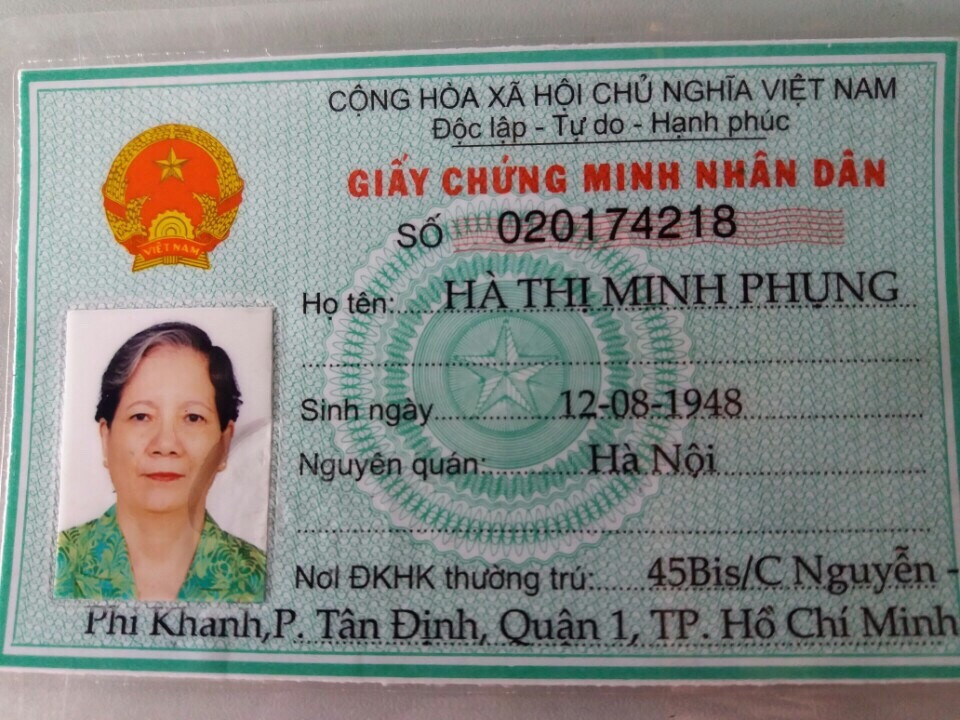 CỘNG HÒA XÃ HỘI CHỦ NGHĨA VIỆT NAM
Độc lập - Tự do - Hạnh phúc
VIỆT NAM
GIẤY CHỨNG MINH NHÂN DÂN
SỐ 020174218
Họ tên: HÀ THỊ MINH PHỤNG
Sinh ngày 12-08-1948
Nguyên quán: Hà Nội
Nơi ĐKHK thường trú: 45Bis/C Nguyễn -
Phi Khanh,P. Tân Định, Quận 1, TP. Hồ Chí Minh